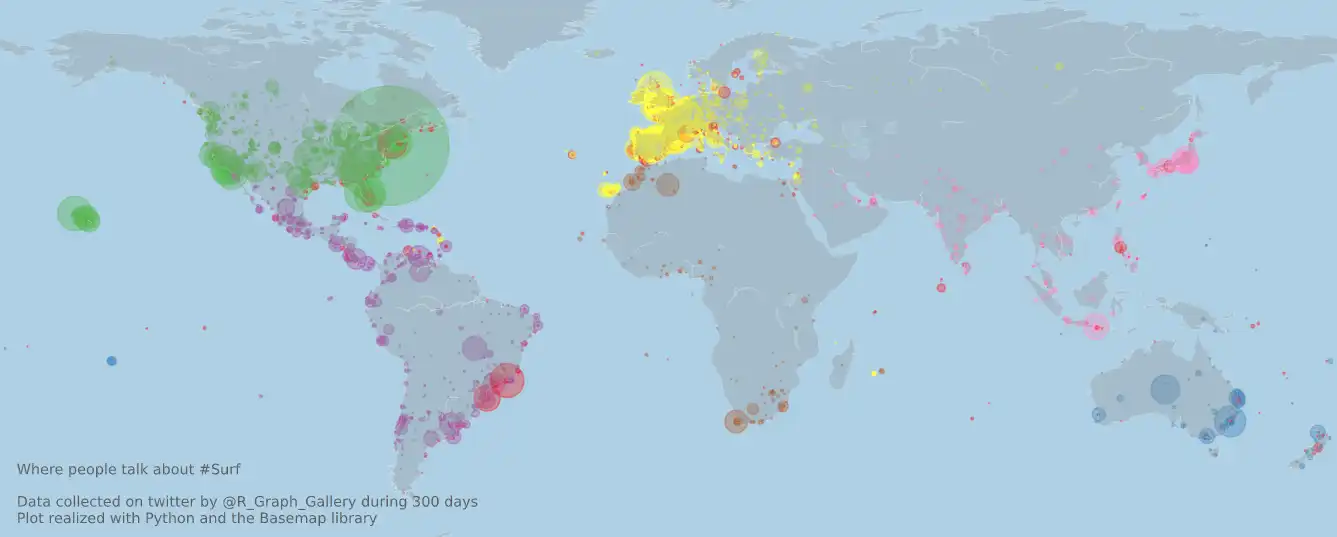 Where people talk about #Surf
Data collected on twitter by @R_Graph_Gallery during 300 days
Plot realized with Python and the Basemap library